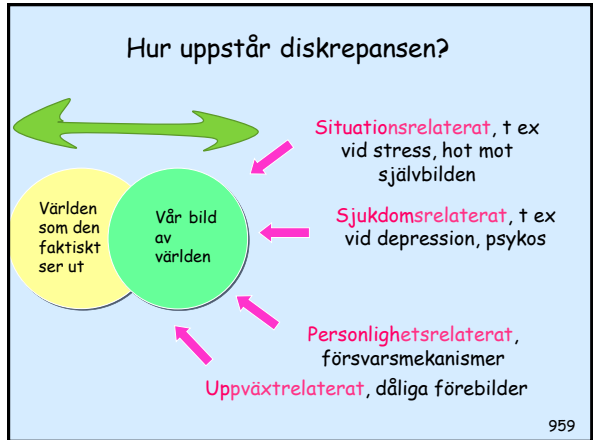 Hur uppstår diskrepansen?
Situationsrelaterat, t ex
vid stress, hot mot
självbilden
Världen
som den
faktiskt
ser ut
Vår bild
av
världen
Sjukdomsrelaterat, t ex
vid depression, psykos
Personlighetsrelaterat,
försvarsmekanismer
Uppväxtrelaterat, dåliga förebilder
959